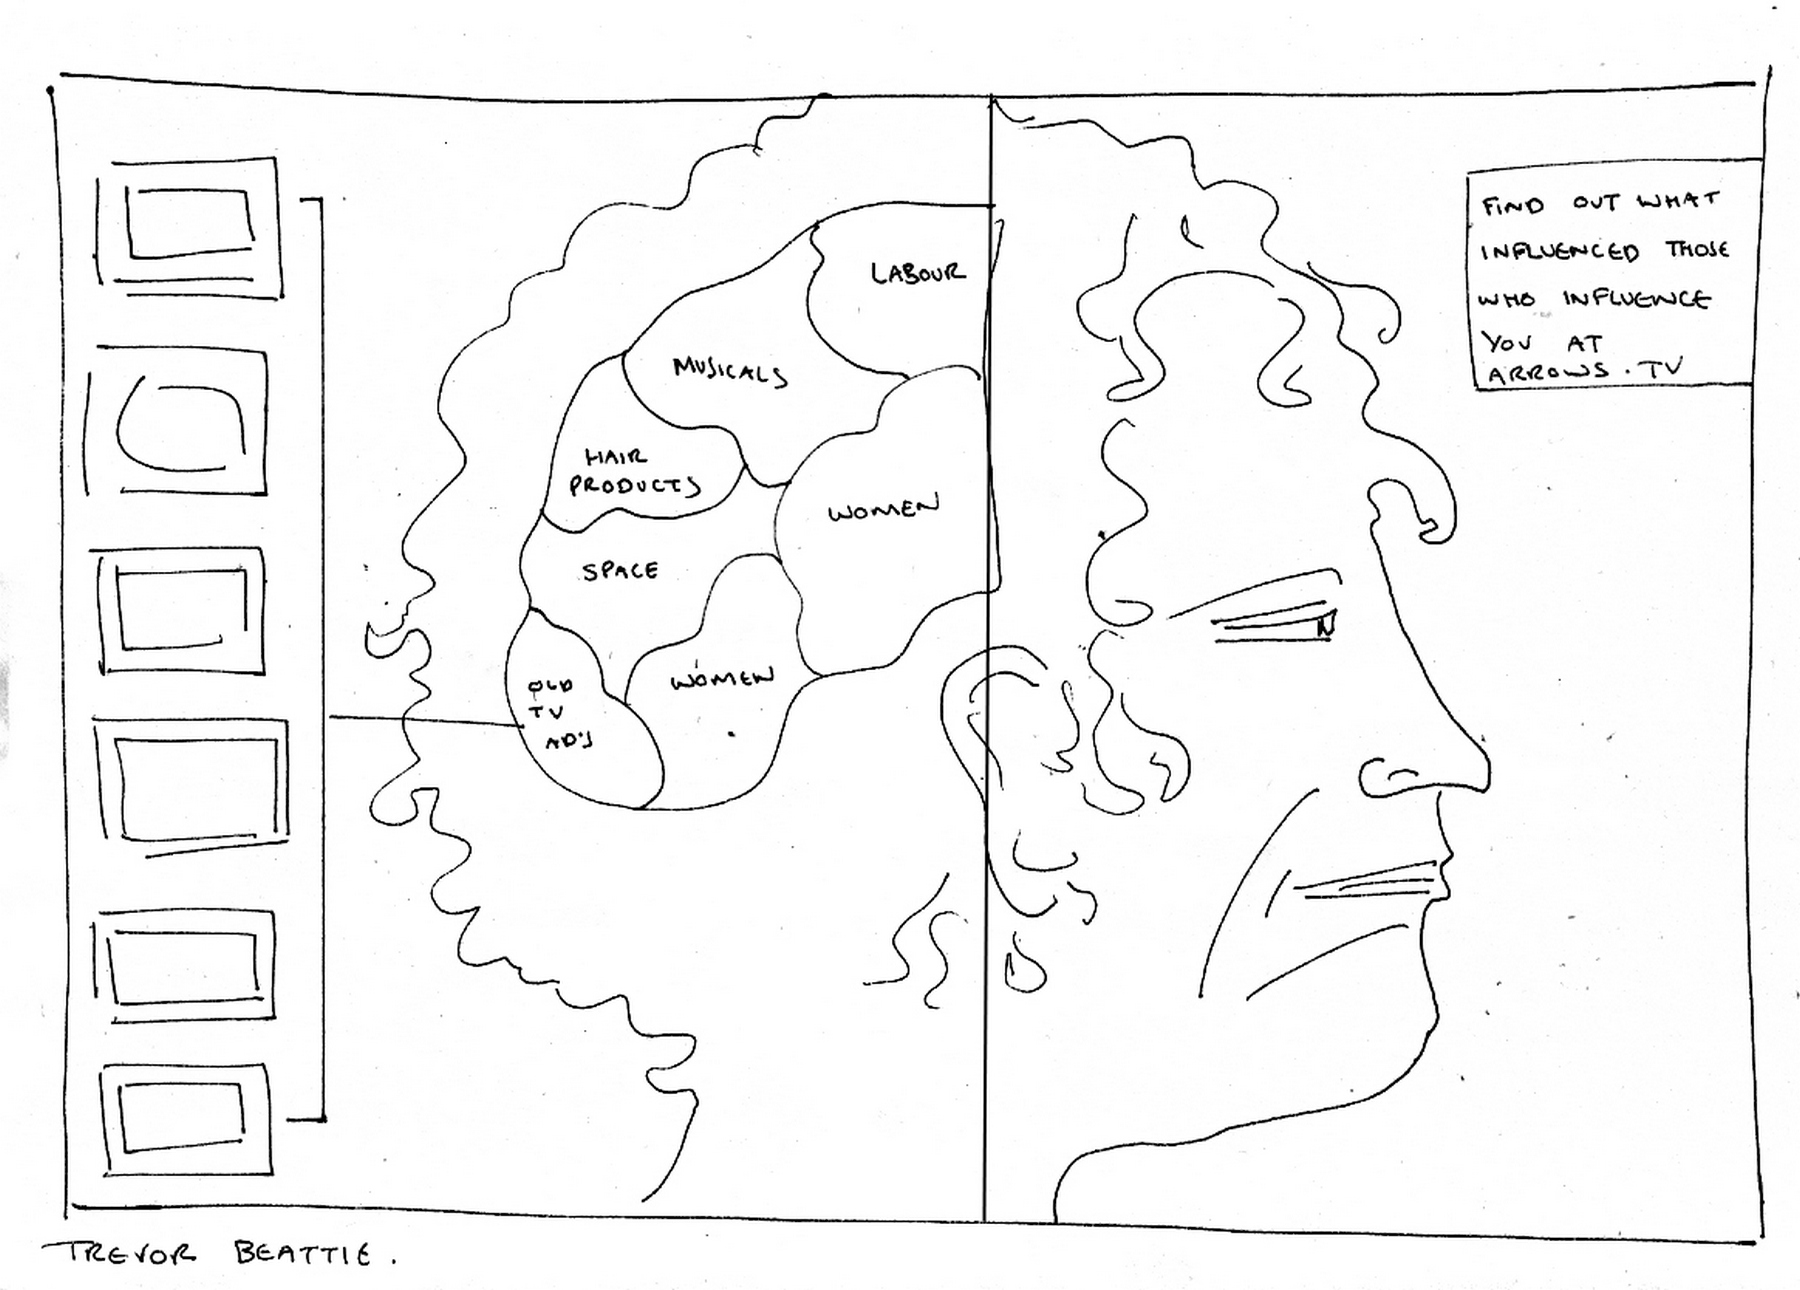 LABOUR
MUSICALS
HAIR
PRODUCTS
WOMEN
SPACE
WOMEN
OLD
TV
AD'S
FIND OUT WHAT
INFLUENCED THOSE
WHO INFLUENCE
YOU AT
ARROWS.TV
TREVOR BEATTIE.